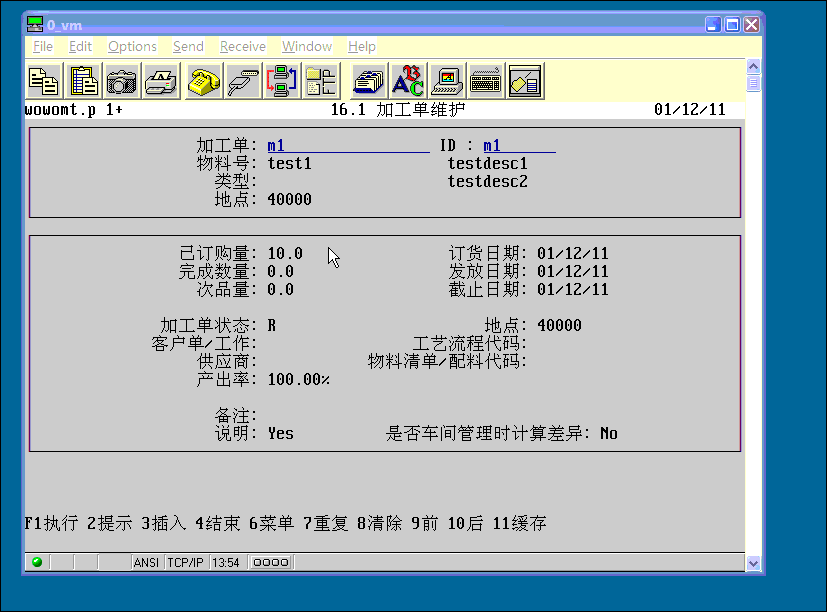 0_vm
File Edit Options Send Receive Window Help
wowomt.p 1+ 16.1 加工单维护 01/12/11
加工单: m1 ID : m1
物料号: test1 testdesc1
类型: testdesc2
地点: 40000
已订购量: 10.0 订货日期: 01/12/11
完成数量: 0.0 发放日期: 01/12/11
次品量: 0.0 截止日期: 01/12/11
加工单状态: R 地点: 40000
客户单/工作: 工艺流程代码:
供应商: 物料清单/配料代码:
产出率: 100.00%
备注:
说明: Yes 是否车间管理时计算差异: No
F1执行 2提示 3插入 4结束 6菜单 7重复 8清除 9前 10后 11缓存
ANSI TCP/IP 13:54